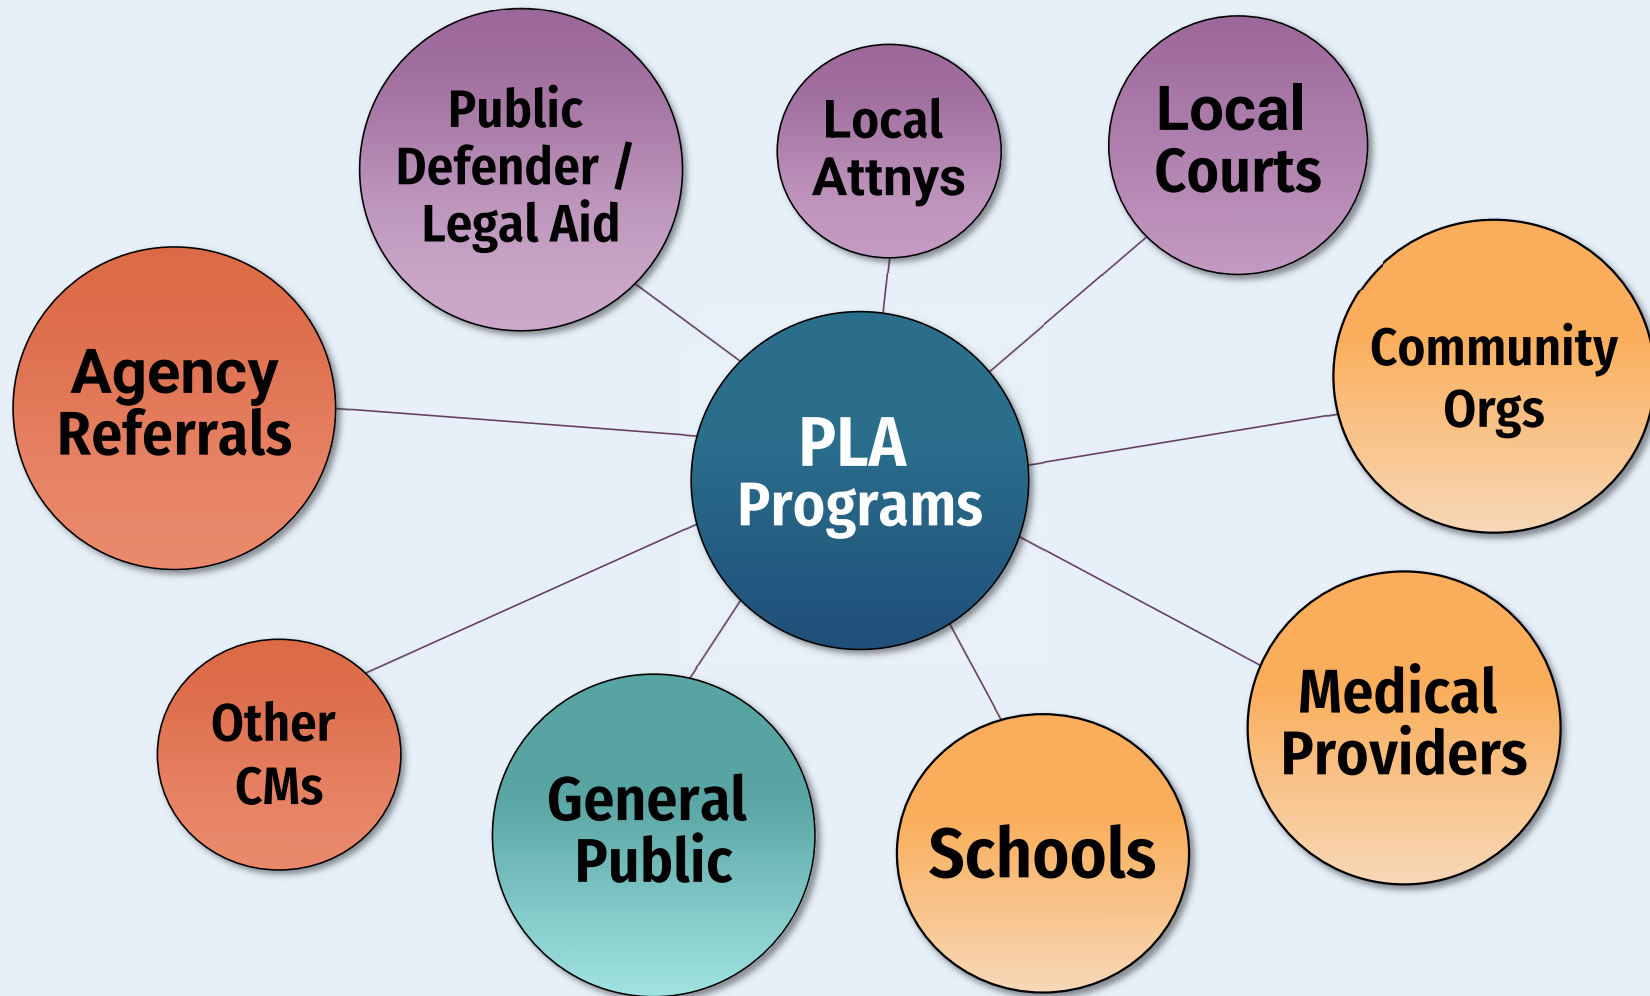 Public
Defender /
Legal Aid
Local
Attnys
Local
Courts
Agency
Referrals
Community
Orgs
PLA
Programs
Other
CMs
General
Public
Schools
Medical
Providers